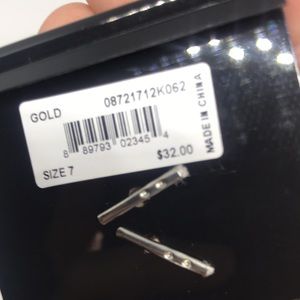 GOLD 08721712K062
8 89793 02345 4
SIZE 7 $32.00
MADE IN CHINA